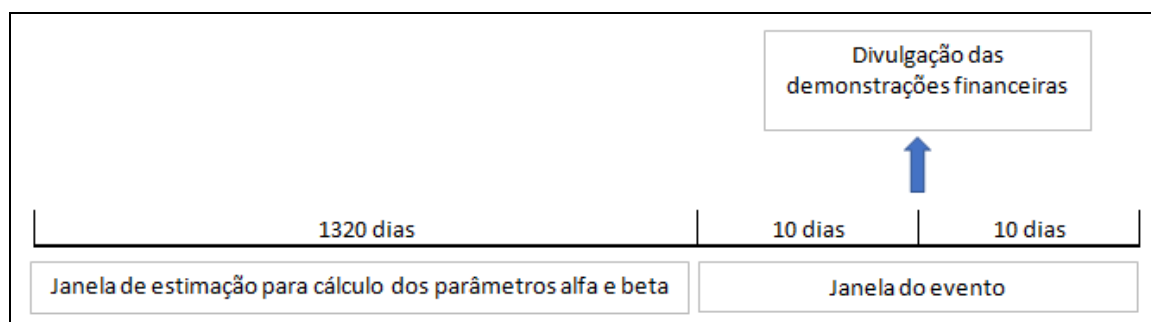 Divulgação das
demonstrações financeiras
1320 dias
10 dias
10 dias
Janela de estimação para cálculo dos parâmetros alfa e beta
Janela do evento